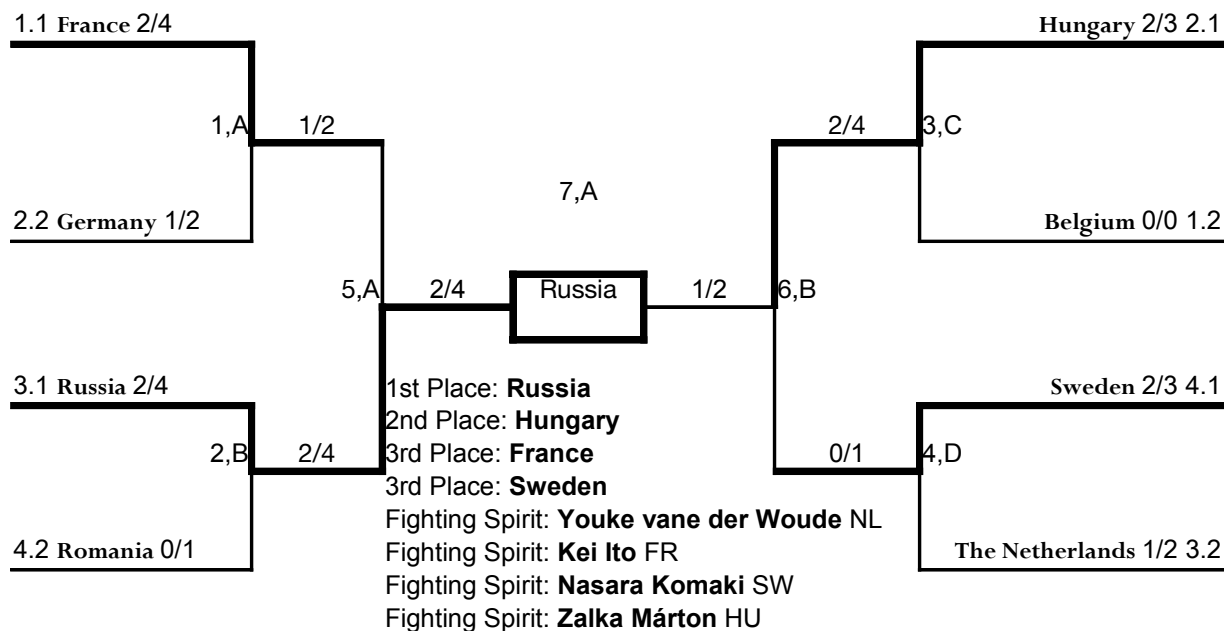 1.1 France 2/4
Hungary 2/3 2.1
1,A
1/2
2/4
3,C
7,A
2.2 Germany 1/2
Belgium 0/0 1.2
5,A
2/4
Russia
1/2
6,B
3.1 Russia 2/4
Sweden 2/3 4.1
1st Place: Russia
2nd Place: Hungary
2,B
2/4
3rd Place: France
0/1
4,D
3rd Place: Sweden
Fighting Spirit: Youke vane der Woude NL
4.2 Romania 0/1
Fighting Spirit: Kei Ito FR
The Netherlands 1/2 3.2
Fighting Spirit: Nasara Komaki SW
Fighting Spirit: Zalka Márton HU